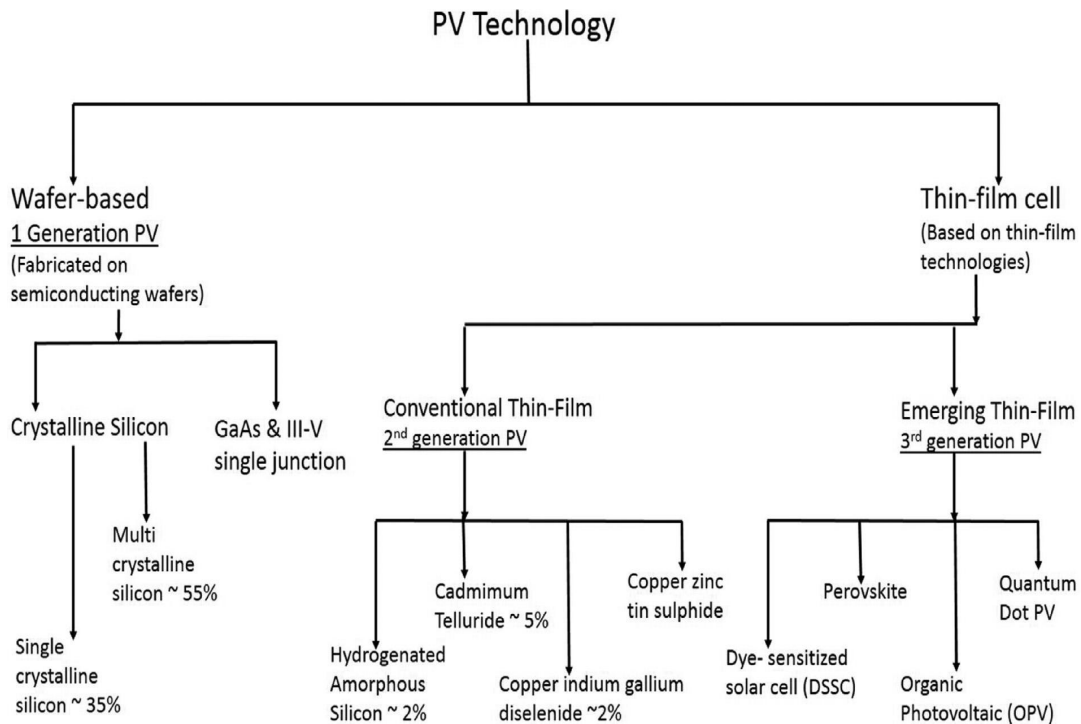 PV Technology
Wafer-based
1 Generation PV
(Fabricated on
semiconducting wafers)
Thin-film cell
(Based on thin-film
technologies)
Crystalline Silicon
GaAs & III-V
single junction
Conventional Thin-Film
2nd generation PV
Emerging Thin-Film
3rd generation PV
Multi
crystalline
silicon ~ 55%
Single
crystalline
silicon ~ 35%
Hydrogenated
Amorphous
Silicon ~ 2%
Cadmimum
Telluride ~ 5%
Copper indium gallium
diselenide ~2%
Copper zinc
tin sulphide
Dye- sensitized
solar cell (DSSC)
Perovskite
Organic
Photovoltaic (OPV)
Quantum
Dot PV